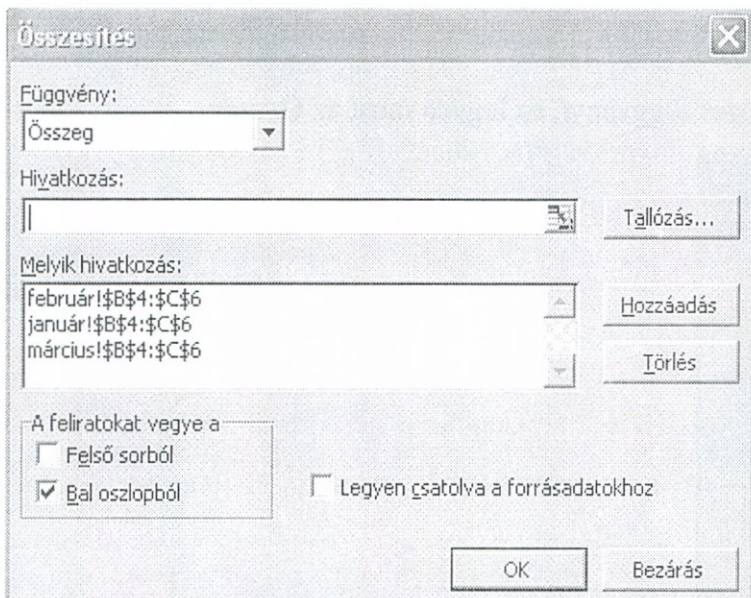 Összesítés
Függvény:
Összeg
Hivatkozás:
Tallózás...
Melyik hivatkozás:
február!$B$4:$C$6
január!$B$4:$C$6
március!$B$4:$C$6
Hozzáadás
Törlés
A feliratokat vegye a
Felső sorból
Bal oszlopból
Legyen csatolva a forrásadatokhoz
OK
Bezárás